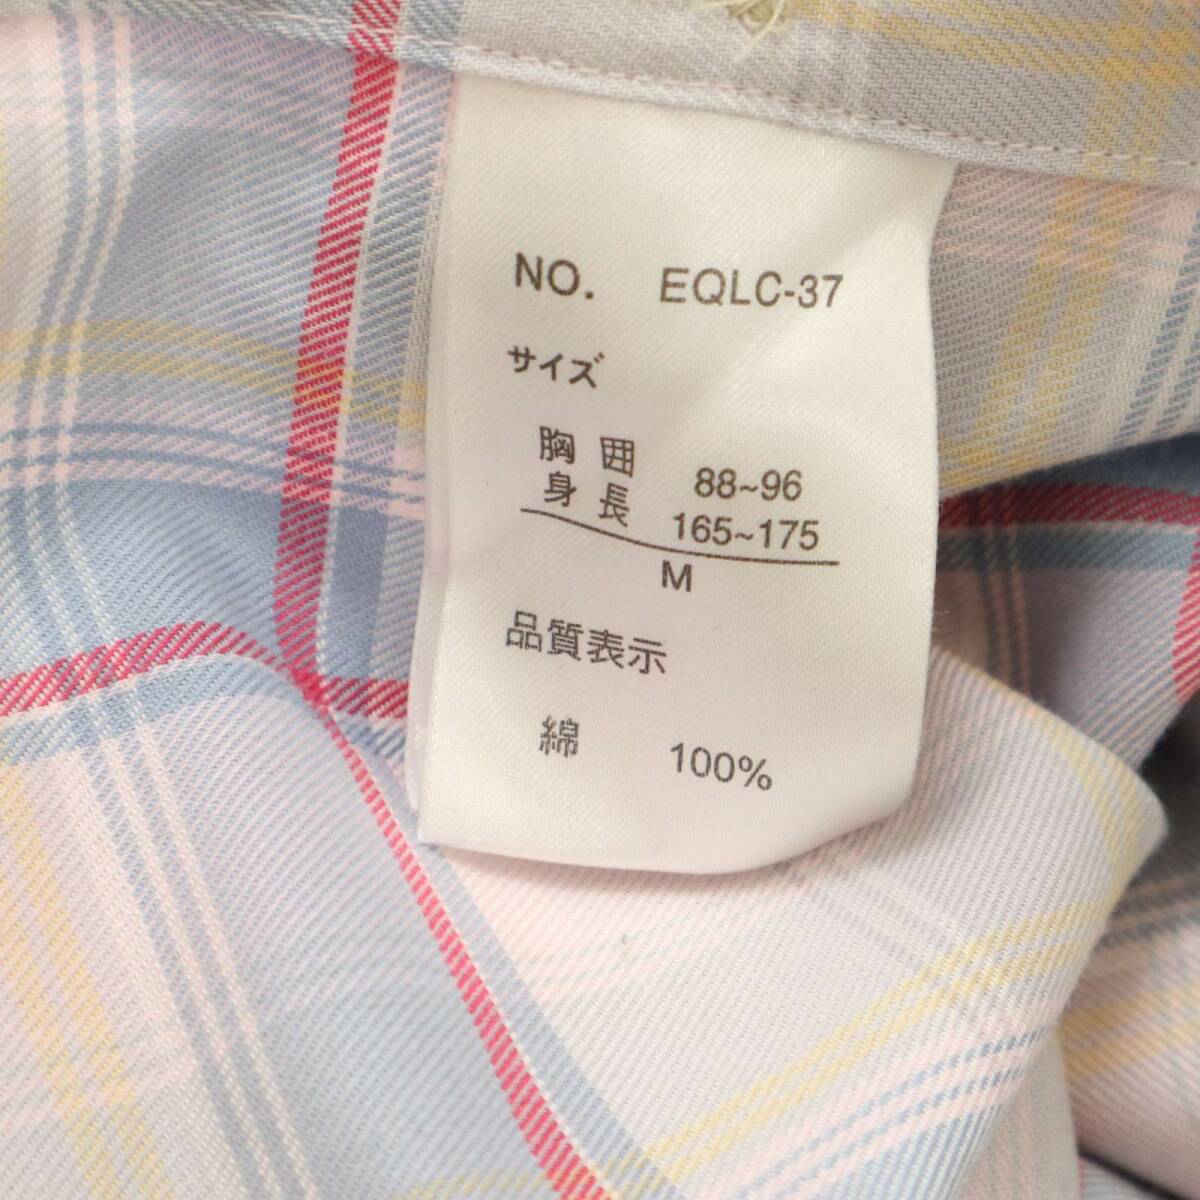 NO. EQLC-37
サイズ
胸囲 88~96
身長 165~175
M
品質表示
綿 100%